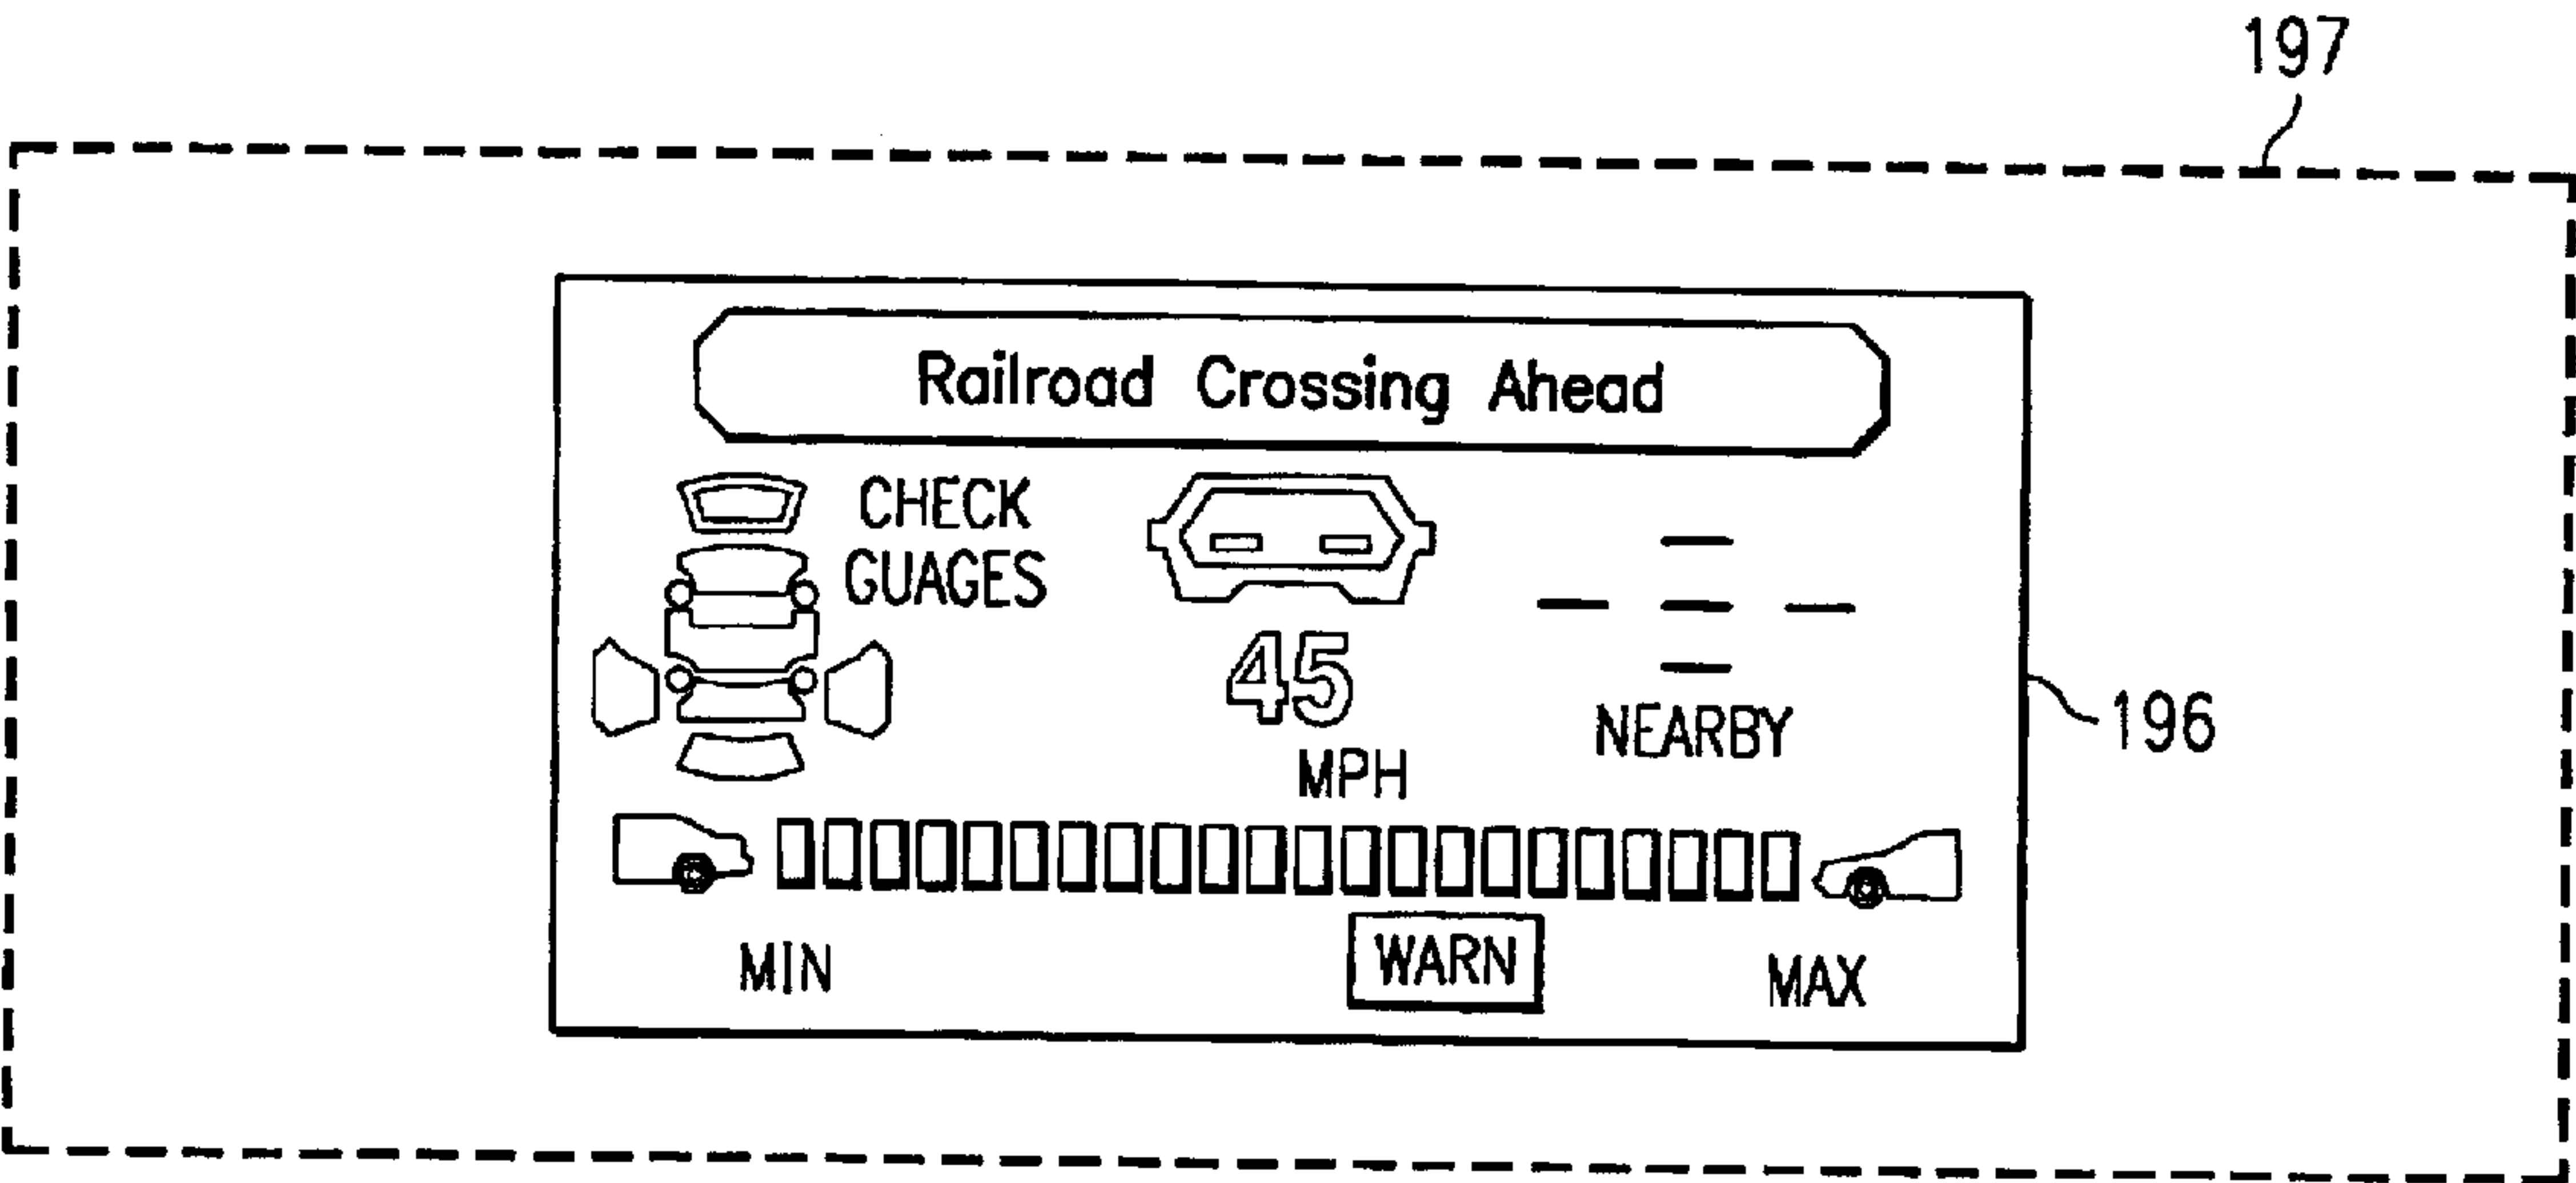 197
Railroad Crossing Ahead
CHECK
GUAGES
45
MPH
NEARBY
196
MIN
WARN
MAX